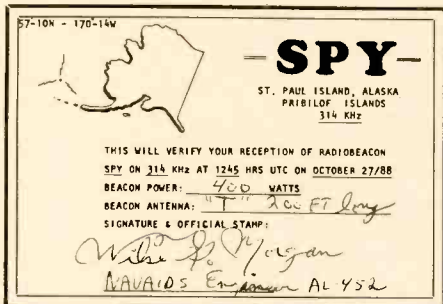 57-10N - 170-14W
-SPY-
ST. PAUL ISLAND, ALASKA
PRIBILOF ISLANDS
314 KHz
THIS WILL VERIFY YOUR RECEPTION OF RADIOBEACON
SPY ON 314 KHz AT 1245 HRS UTC ON OCTOBER 27/88
BEACON POWER: 400 WATTS
BEACON ANTENNA: "T" 200 FT long
SIGNATURE & OFFICIAL STAMP:
Morgan
NAVAIDS Engineer AL-452